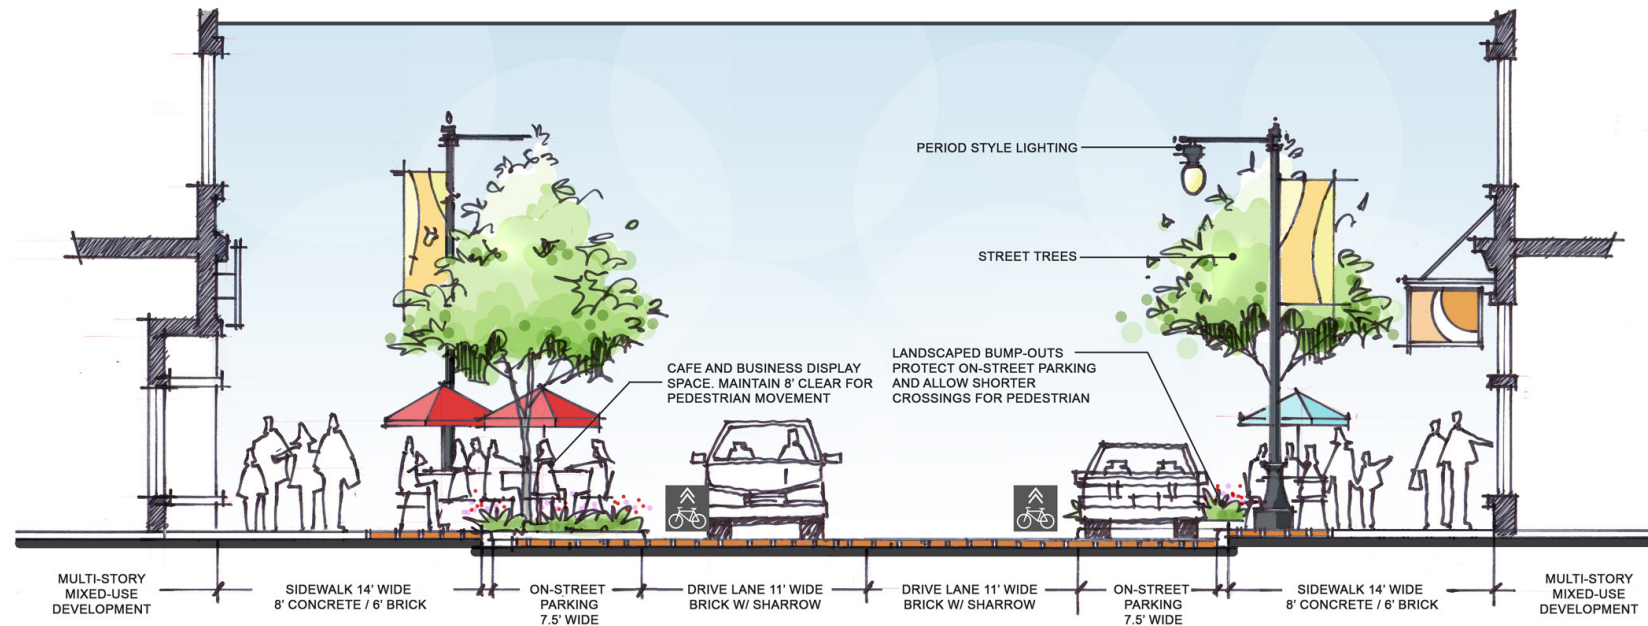 PERIOD STYLE LIGHTING
STREET TREES
CAFE AND BUSINESS DISPLAY
SPACE. MAINTAIN 8' CLEAR FOR
PEDESTRIAN MOVEMENT
LANDSCAPED BUMP-OUTS
PROTECT ON-STREET PARKING
AND ALLOW SHORTER
CROSSINGS FOR PEDESTRIAN
MULTI-STORY
MIXED-USE
DEVELOPMENT
SIDEWALK 14' WIDE
8' CONCRETE / 6' BRICK
ON-STREET
PARKING
7.5' WIDE
DRIVE LANE 11' WIDE
BRICK W/ SHARROW
DRIVE LANE 11' WIDE
BRICK W/ SHARROW
ON-STREET
PARKING
7.5' WIDE
SIDEWALK 14' WIDE
8' CONCRETE / 6' BRICK
MULTI-STORY
MIXED-USE
DEVELOPMENT